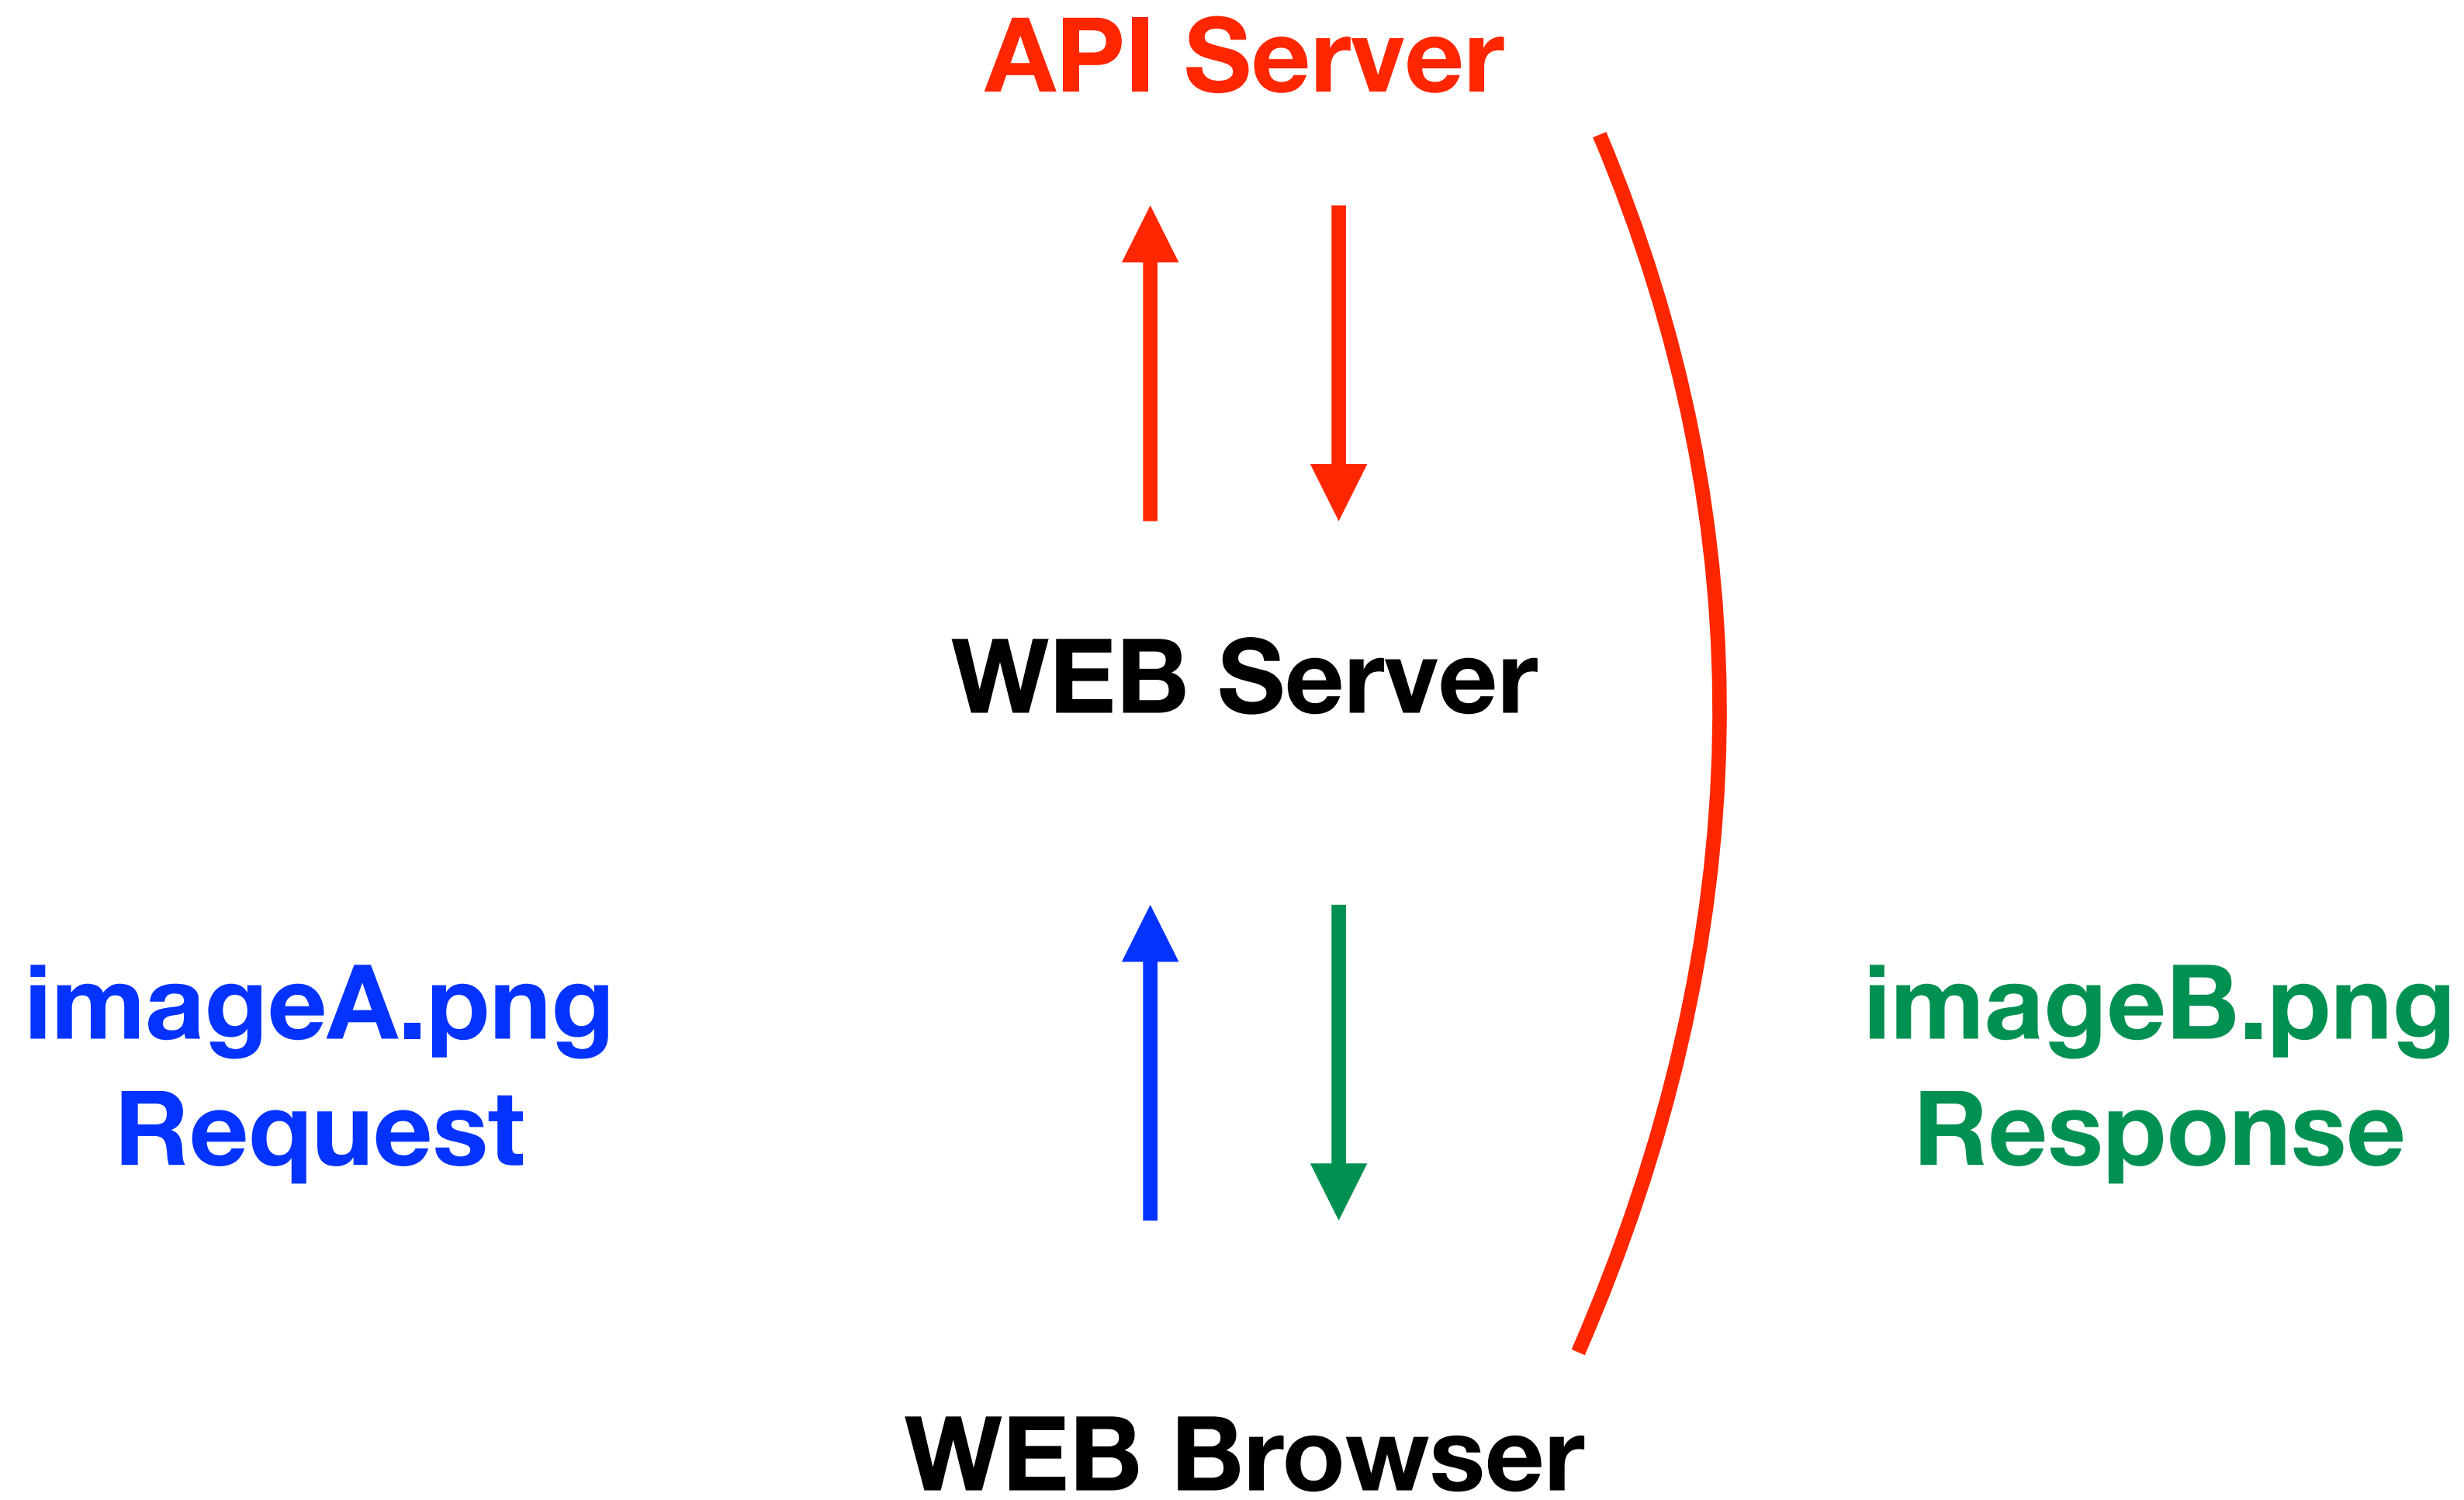 API Server
WEB Server
imageA.png
Request
imageB.png
Response
WEB Browser